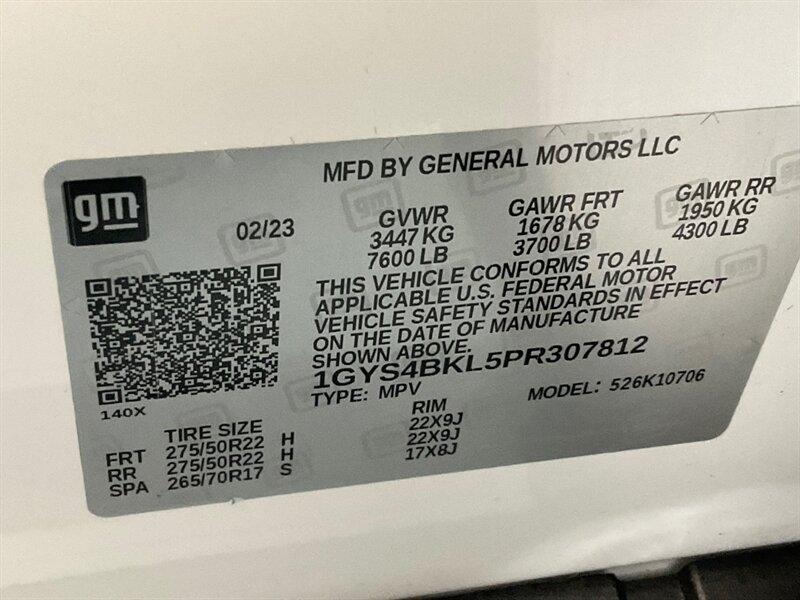 MFD BY GENERAL MOTORS LLC
gm
02/23
GVWR GAWR FRT GAWR RR
3447 KG 1678 KG 1950 KG
7600 LB 3700 LB 4300 LB
THIS VEHICLE CONFORMS TO ALL
APPLICABLE U.S. FEDERAL MOTOR
VEHICLE SAFETY STANDARDS IN EFFECT
ON THE DATE OF MANUFACTURE
SHOWN ABOVE.
1GYS4BKL5PR307812
TYPE: MPV MODEL: 526K10706
140X
TIRE SIZE RIM
FRT 275/50R22 H 22X9J
RR 275/50R22 H 22X9J
SPA 265/70R17 S 17X8J